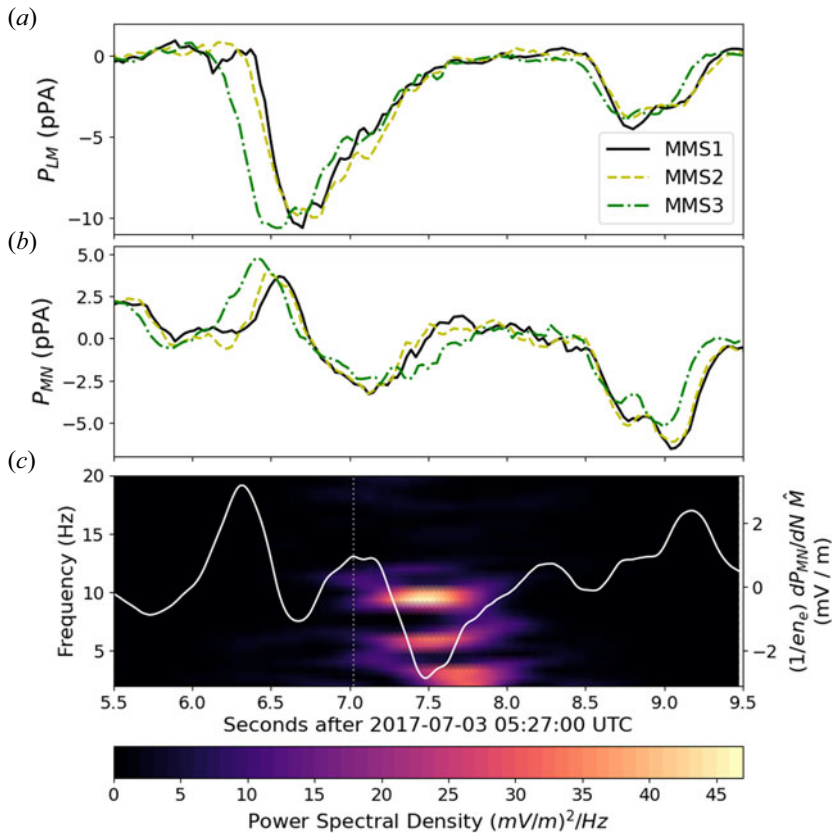 (a)
P_LM (pPA)
0
−5
−10
MMS1
MMS2
MMS3
(b)
P_MN (pPA)
5.0
2.5
0.0
−2.5
−5.0
(c)
Frequency (Hz)
20
15
10
5
(1/en_e) dP_MN/dN M̂
(mV / m)
2
0
−2
5.5 6.0 6.5 7.0 7.5 8.0 8.5 9.0 9.5
Seconds after 2017-07-03 05:27:00 UTC
0 5 10 15 20 25 30 35 40 45
Power Spectral Density (mV/m)²/Hz